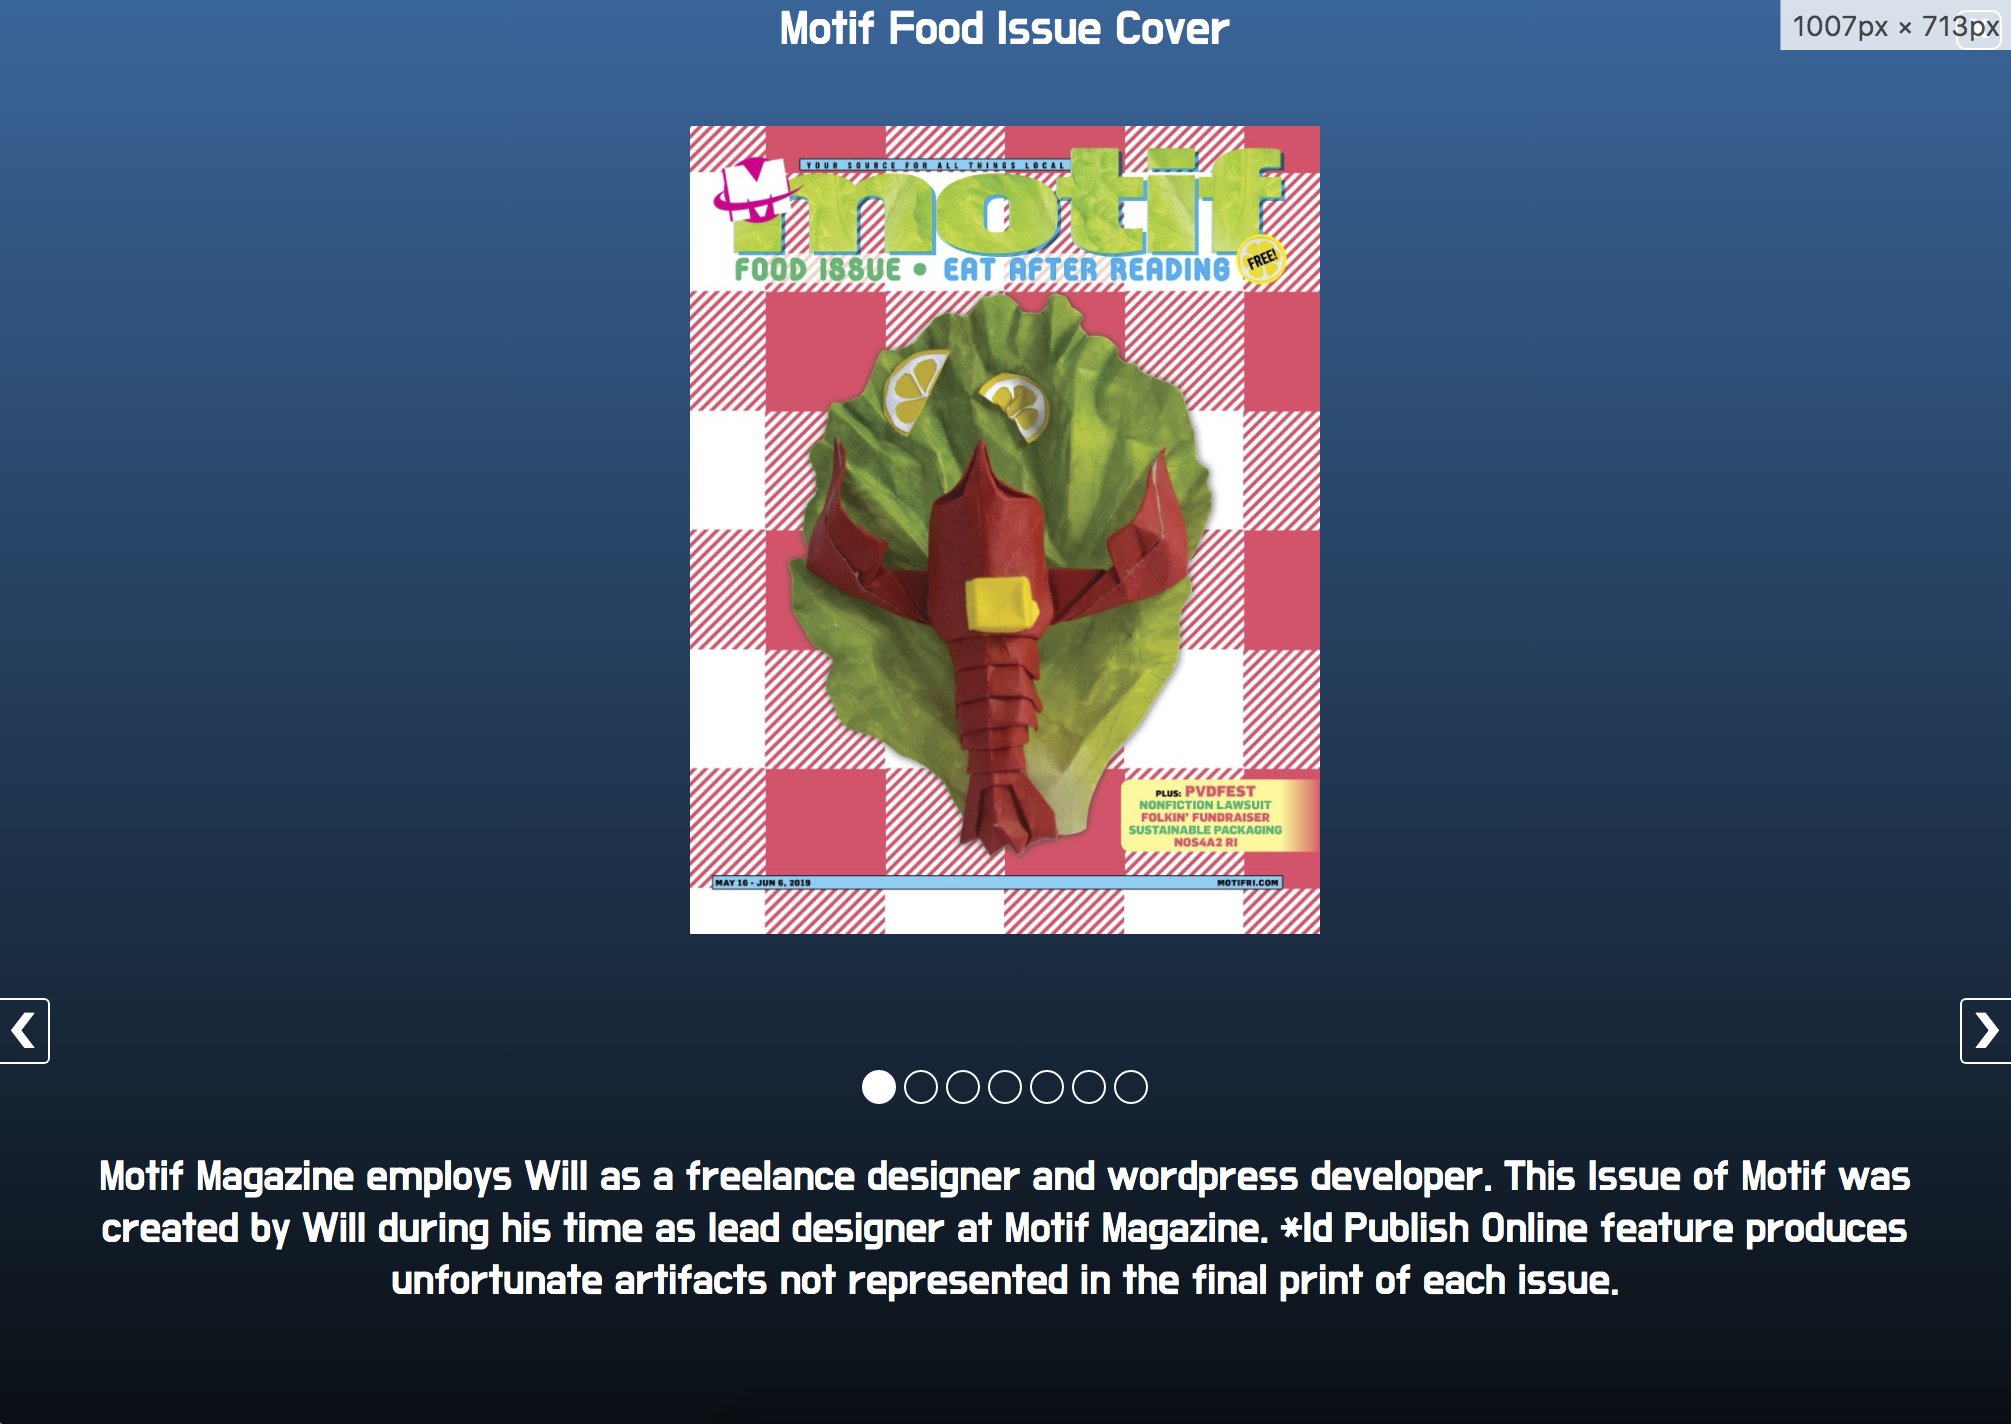 Motif Food Issue Cover
1007px × 713px
YOUR SOURCE FOR ALL THINGS LOCAL
M
motif
FOOD ISSUE • EAT AFTER READING
FREE!
PLUS: PVDFEST
NONFICTION LAWSUIT
FOLKIN' FUNDRAISER
SUSTAINABLE PACKAGING
NOS4A2 RI
MAY 16 - JUN 6, 2019
MOTIFRI.COM
Motif Magazine employs Will as a freelance designer and wordpress developer. This Issue of Motif was
created by Will during his time as lead designer at Motif Magazine. *Id Publish Online feature produces
unfortunate artifacts not represented in the final print of each issue.